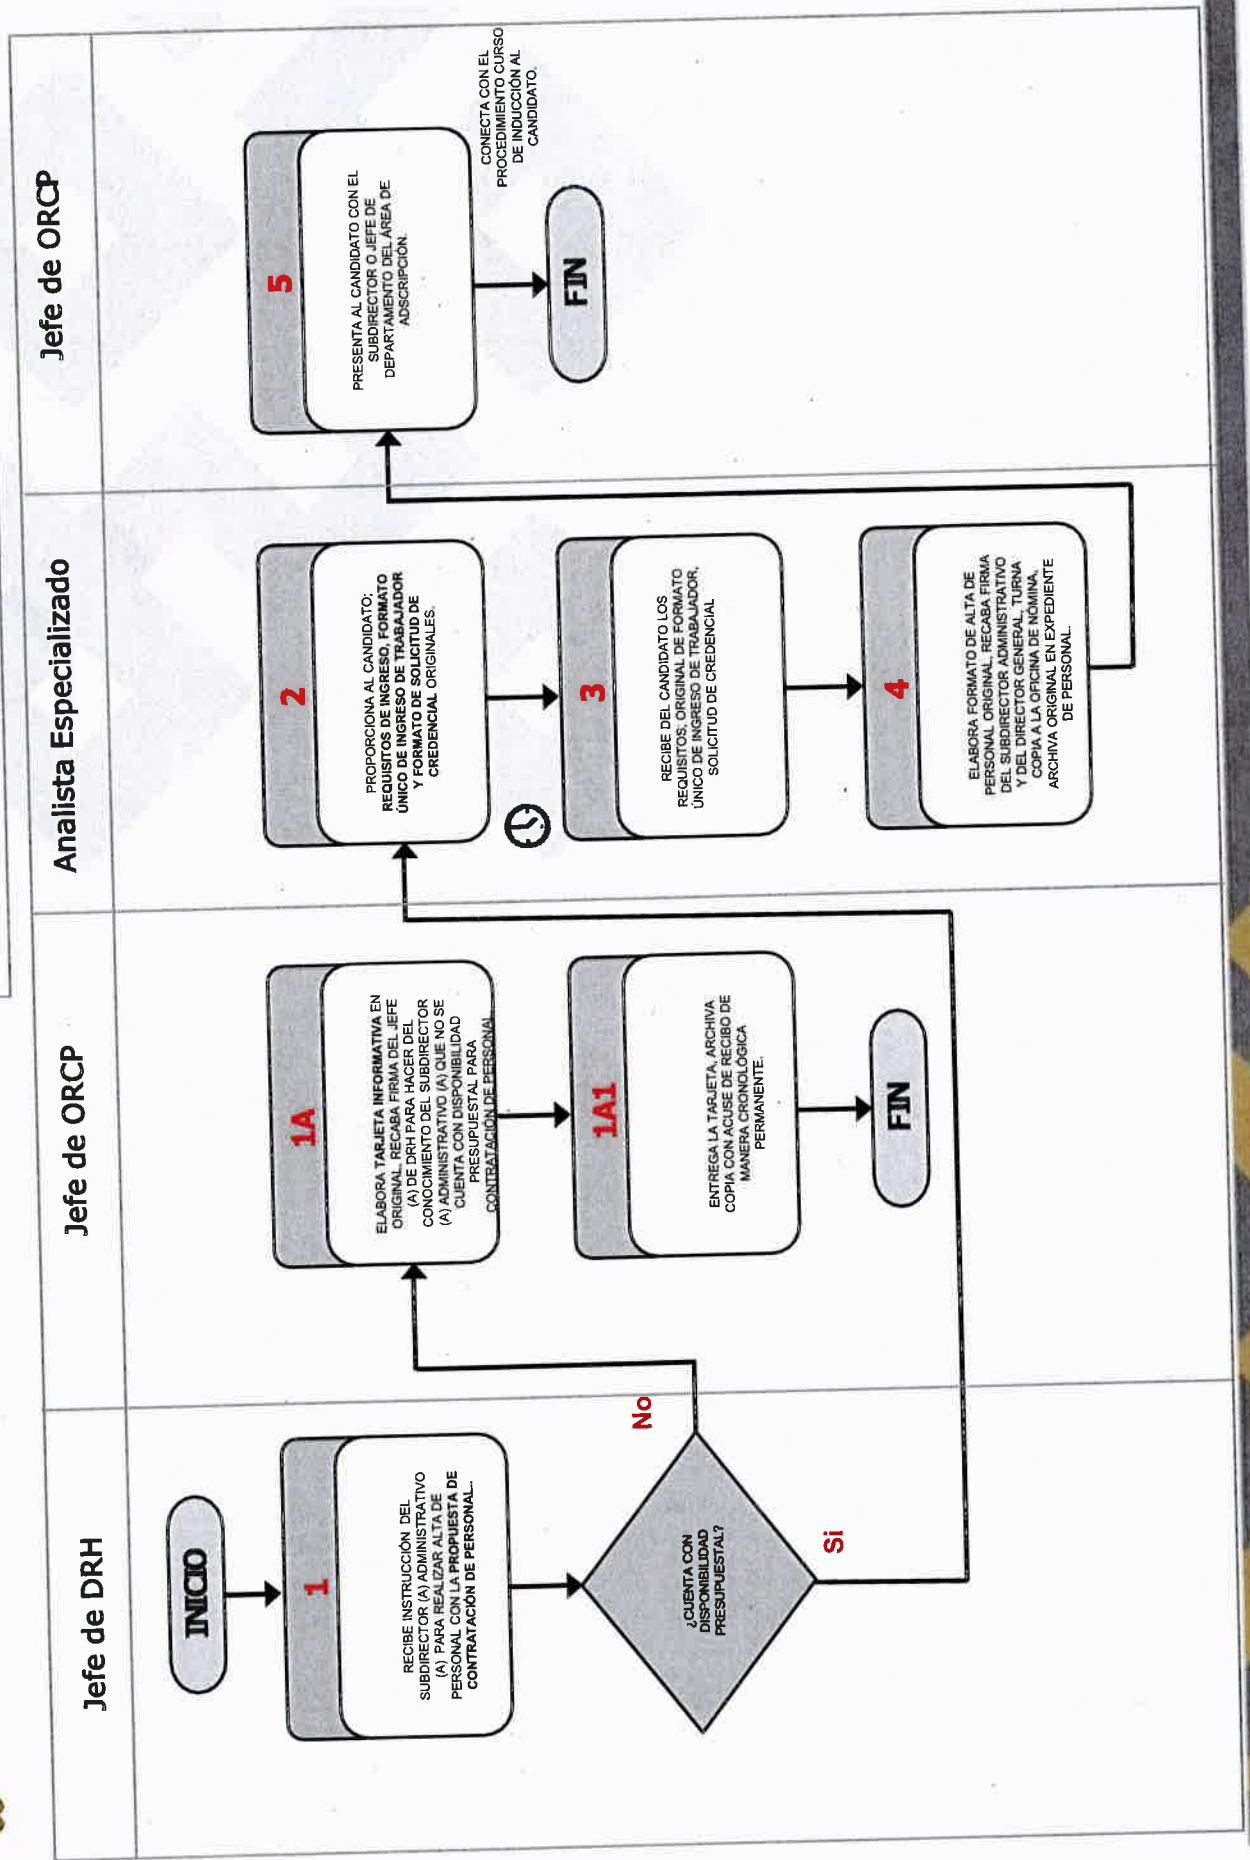 Jefe de DRH
INICIO
1
RECIBE INSTRUCCIÓN DEL
SUBDIRECTOR (A) ADMINISTRATIVO
(A) PARA REALIZAR ALTA DE
PERSONAL CON LA PROPUESTA DE
CONTRATACIÓN DE PERSONAL..
¿CUENTA CON
DISPONIBILIDAD
PRESUPUESTAL?
No
Si
Jefe de ORCP
1A
ELABORA TARJETA INFORMATIVA EN
ORIGINAL, RECABA FIRMA DEL JEFE
(A) DE DRH PARA HACER DEL
CONOCIMIENTO DEL SUBDIRECTOR
(A) ADMINISTRATIVO (A) QUE NO SE
CUENTA CON DISPONIBILIDAD
PRESUPUESTAL PARA
CONTRATACIÓN DE PERSONAL
1A1
ENTREGA LA TARJETA, ARCHIVA
COPIA CON ACUSE DE RECIBO DE
MANERA CRONOLÓGICA
PERMANENTE.
FIN
Analista Especializado
2
PROPORCIONA AL CANDIDATO;
REQUISITOS DE INGRESO, FORMATO
ÚNICO DE INGRESO DE TRABAJADOR
Y FORMATO DE SOLICITUD DE
CREDENCIAL ORIGINALES.
3
RECIBE DEL CANDIDATO LOS
REQUISITOS; ORIGINAL DE FORMATO
ÚNICO DE INGRESO DE TRABAJADOR,
SOLICITUD DE CREDENCIAL
4
ELABORA FORMATO DE ALTA DE
PERSONAL ORIGINAL, RECABA FIRMA
DEL SUBDIRECTOR ADMINISTRATIVO
Y DEL DIRECTOR GENERAL, TURNA
COPIA A LA OFICINA DE NÓMINA,
ARCHIVA ORIGINAL EN EXPEDIENTE
DE PERSONAL.
Jefe de ORCP
5
PRESENTA AL CANDIDATO CON EL
SUBDIRECTOR O JEFE DE
DEPARTAMENTO DEL ÁREA DE
ADSCRIPCIÓN.
CONECTA CON EL
PROCEDIMIENTO CURSO
DE INDUCCIÓN AL
CANDIDATO.
FIN